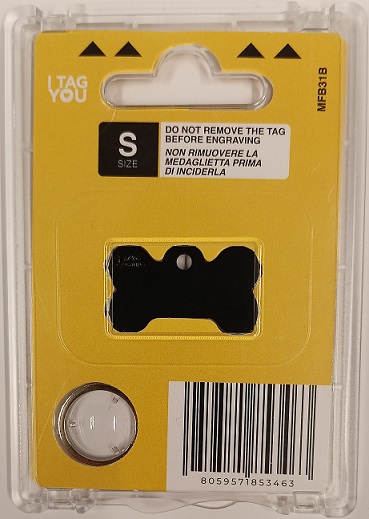 I TAG
YOU
MFB31B
S
SIZE
DO NOT REMOVE THE TAG
BEFORE ENGRAVING
NON RIMUOVERE LA
MEDAGLIETTA PRIMA
DI INCIDERLA
8059571853463